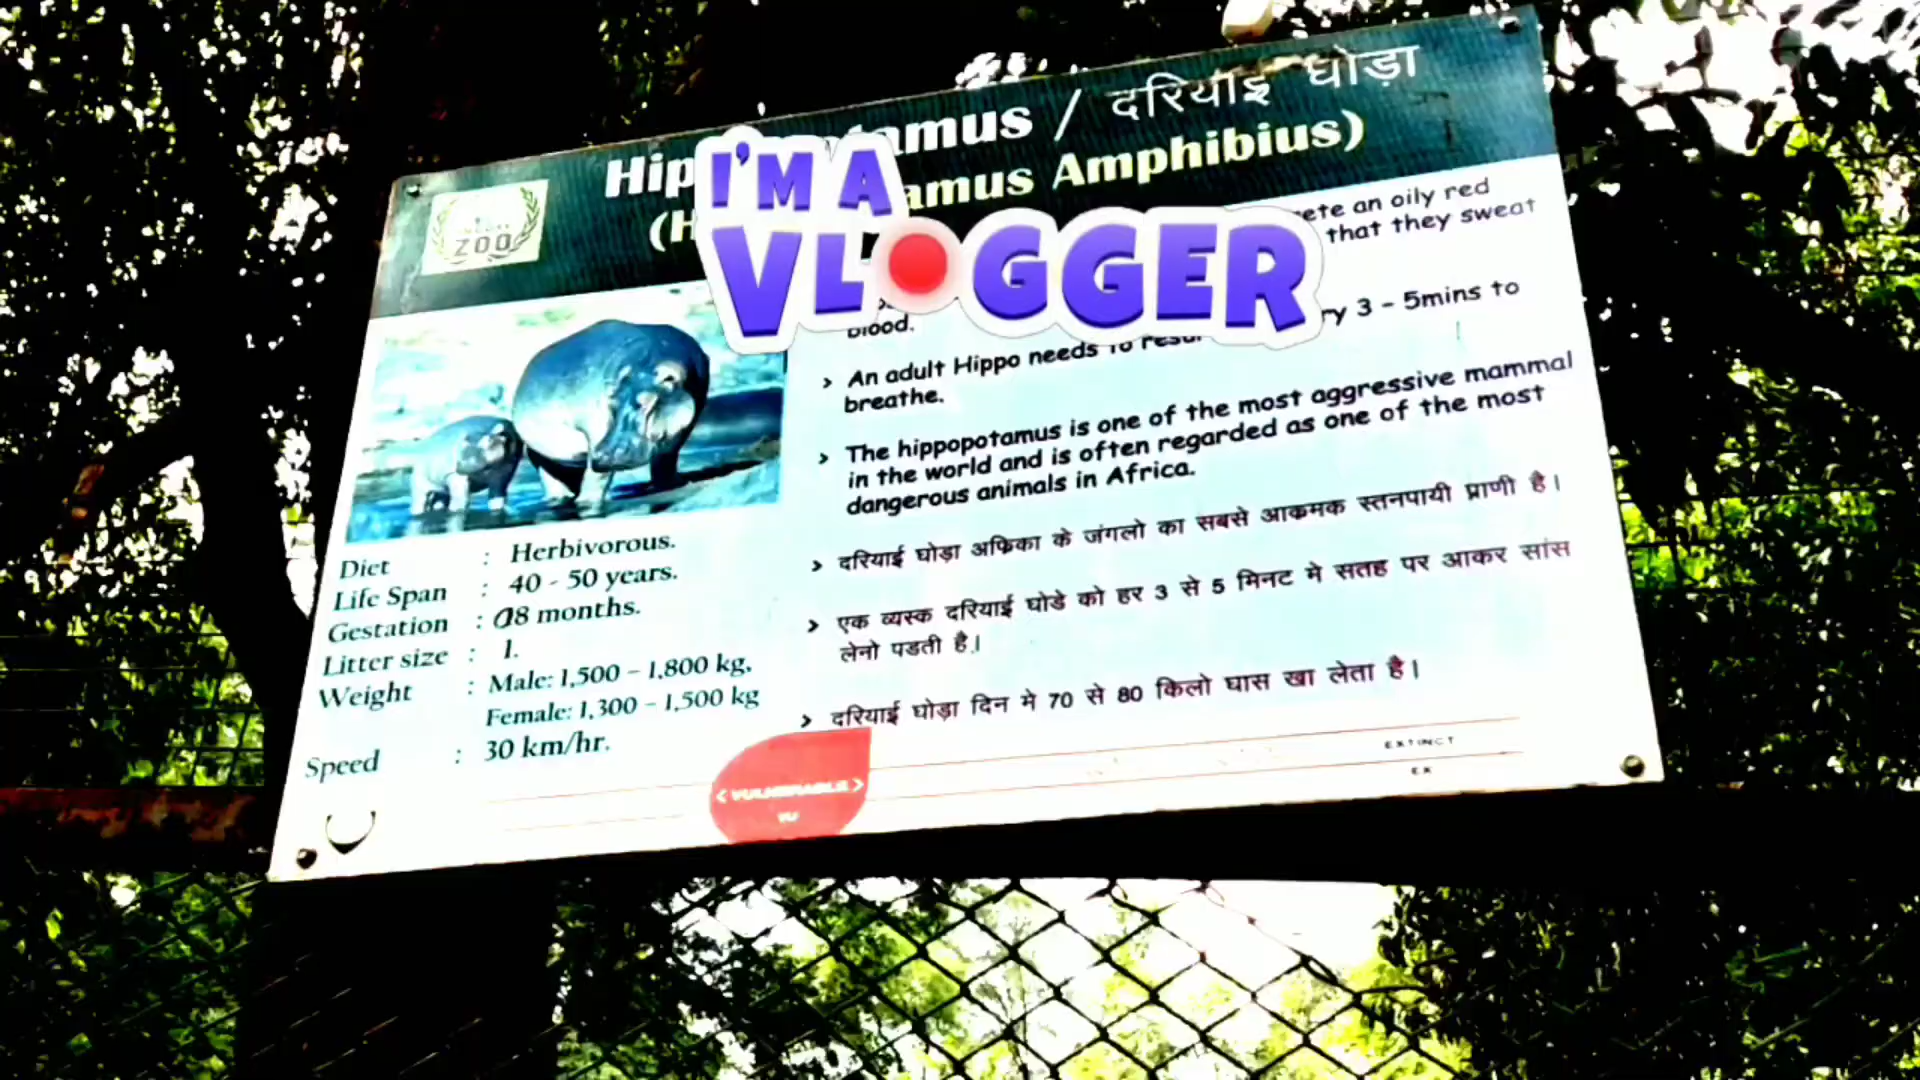 Hip amus / दरियाइ घोड़ा
(H amus Amphibius)
I'M A
VLOGGER
ZOO
an oily red
that they sweat
blood.
An adult Hippo needs to 3 – 5mins to
breathe.
The hippopotamus is one of the most aggressive mammal
in the world and is often regarded as one of the most
dangerous animals in Africa.
दरियाई घोड़ा अफ्रिका के जंगलो का सबसे आक्रमक स्तनपायी प्राणी है।
एक व्यस्क दरियाई घोडे को हर 3 से 5 मिनट मे सतह पर आकर सांस
लेनो पडती है।
दरियाई घोड़ा दिन मे 70 से 80 किलो घास खा लेता है।
Diet : Herbivorous.
Life Span : 40 - 50 years.
Gestation : 08 months.
Litter size : 1.
Weight : Male: 1,500 – 1,800 kg.
Female: 1,300 – 1,500 kg
Speed : 30 km/hr.
< VULNERABLE >
VU
EXTINCT
EX